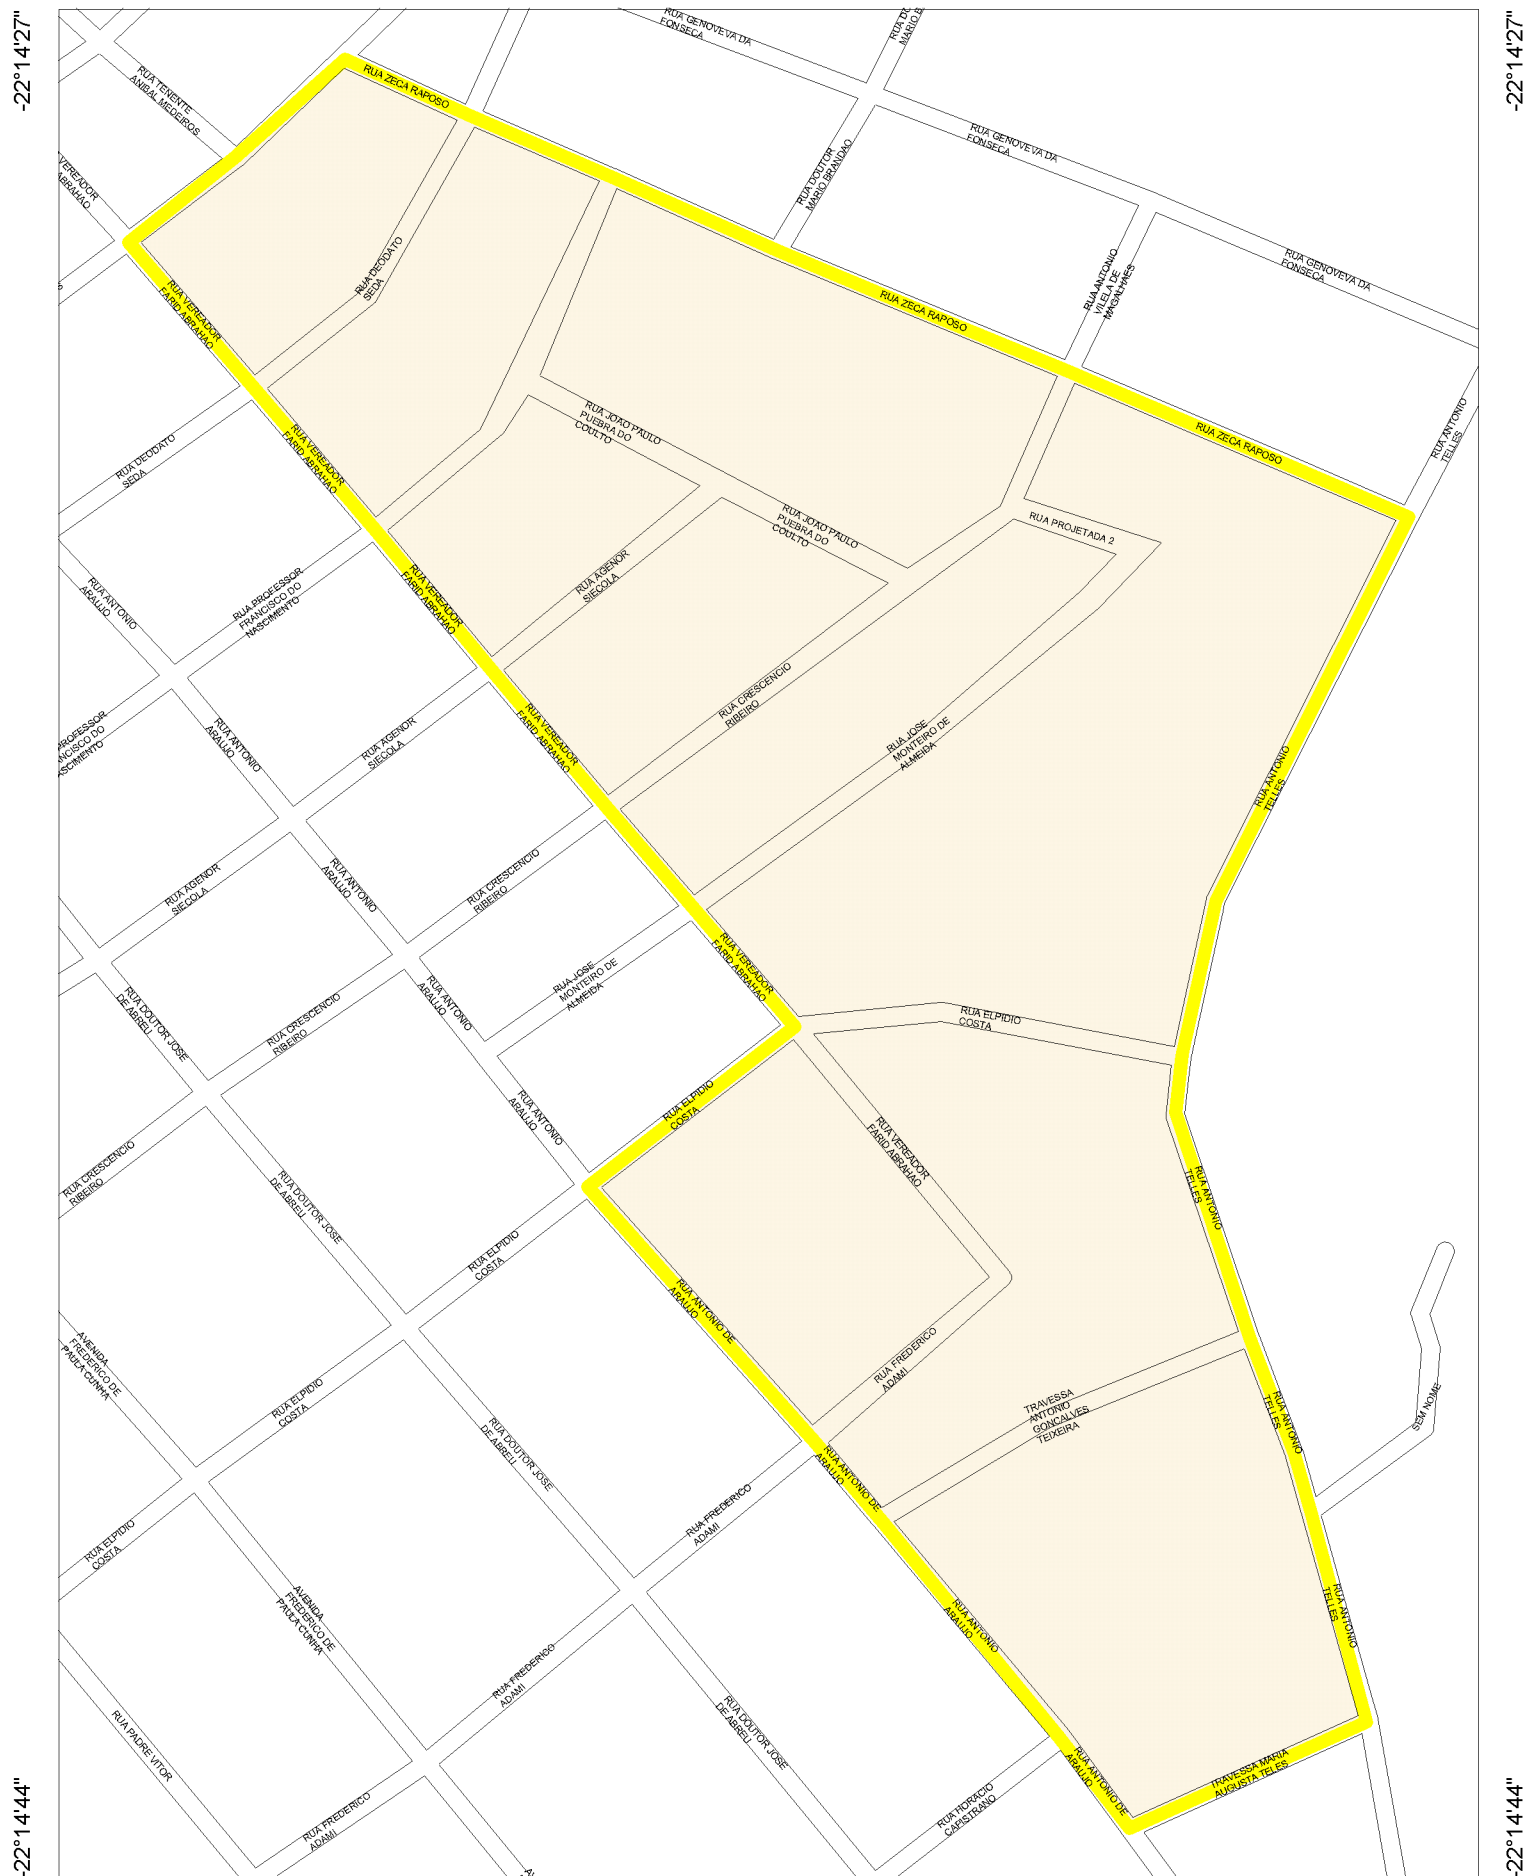 -22°14'27"
-22°14'27"
RUA GENOVEVA DA
FONSECA
RUA ZECA RAPOSO
RUA TENENTE
ANIBAL MEDEIROS
VEREADOR
ABRAHAO
RUA GENOVEVA DA
FONSECA
RUA DOUTOR
MARIO BRANDAO
RUA DEODATO
SEDA
RUA ANTONIO
VILELA DE
MAGALHAES
RUA GENOVEVA DA
FONSECA
RUA VEREADOR
FARID ABRAHAO
RUA ZECA RAPOSO
RUA JOAO PAULO
PUEBRA DO
COULTO
RUA ZECA RAPOSO
RUA ANTONIO
TELLES
RUA DEODATO
SEDA
RUA VEREADOR
FARID ABRAHAO
RUA JOAO PAULO
PUEBRA DO
COULTO
RUA PROJETADA 2
RUA ANTONIO
ARAUJO
RUA PROFESSOR
FRANCISCO DO
NASCIMENTO
RUA VEREADOR
FARID ABRAHAO
RUA AGENOR
SIECOLA
RUA CRESCENCIO
RIBEIRO
RUA ANTONIO
ARAUJO
RUA AGENOR
SIECOLA
RUA VEREADOR
FARID ABRAHAO
RUA JOSE
MONTEIRO DE
ALMEIDA
RUA ANTONIO
TELLES
RUA AGENOR
SIECOLA
RUA ANTONIO
ARAUJO
RUA CRESCENCIO
RIBEIRO
RUA VEREADOR
FARID ABRAHAO
RUA DOUTOR JOSE
DE ABREU
RUA CRESCENCIO
RIBEIRO
RUA ANTONIO
ARAUJO
RUA JOSE
MONTEIRO DE
ALMEIDA
RUA ELPIDIO
COSTA
RUA ANTONIO
ARAUJO
RUA ELPIDIO
COSTA
RUA VEREADOR
FARID ABRAHAO
RUA CRESCENCIO
RIBEIRO
RUA DOUTOR JOSE
DE ABREU
RUA ELPIDIO
COSTA
RUA ANTONIO
TELLES
RUA ANTONIO DE
ARAUJO
AVENIDA
FREDERICO DE
PAULA CUNHA
RUA ELPIDIO
COSTA
RUA FREDERICO
ADAMI
TRAVESSA
ANTONIO
GONCALVES
TEIXEIRA
RUA ANTONIO
TELLES
SEM NOME
RUA DOUTOR JOSE
DE ABREU
RUA ANTONIO DE
ARAUJO
RUA ELPIDIO
COSTA
RUA FREDERICO
ADAMI
AVENIDA
FREDERICO DE
PAULA CUNHA
RUA ANTONIO
ARAUJO
RUA ANTONIO
TELLES
RUA FREDERICO
ADAMI
RUA PADRE VITOR
RUA DOUTOR JOSE
DE ABREU
RUA ANTONIO DE
ARAUJO
TRAVESSA MARIA
AUGUSTA TELES
RUA FREDERICO
ADAMI
RUA HORACIO
CAPISTRANO
-22°14'44"
-22°14'44"